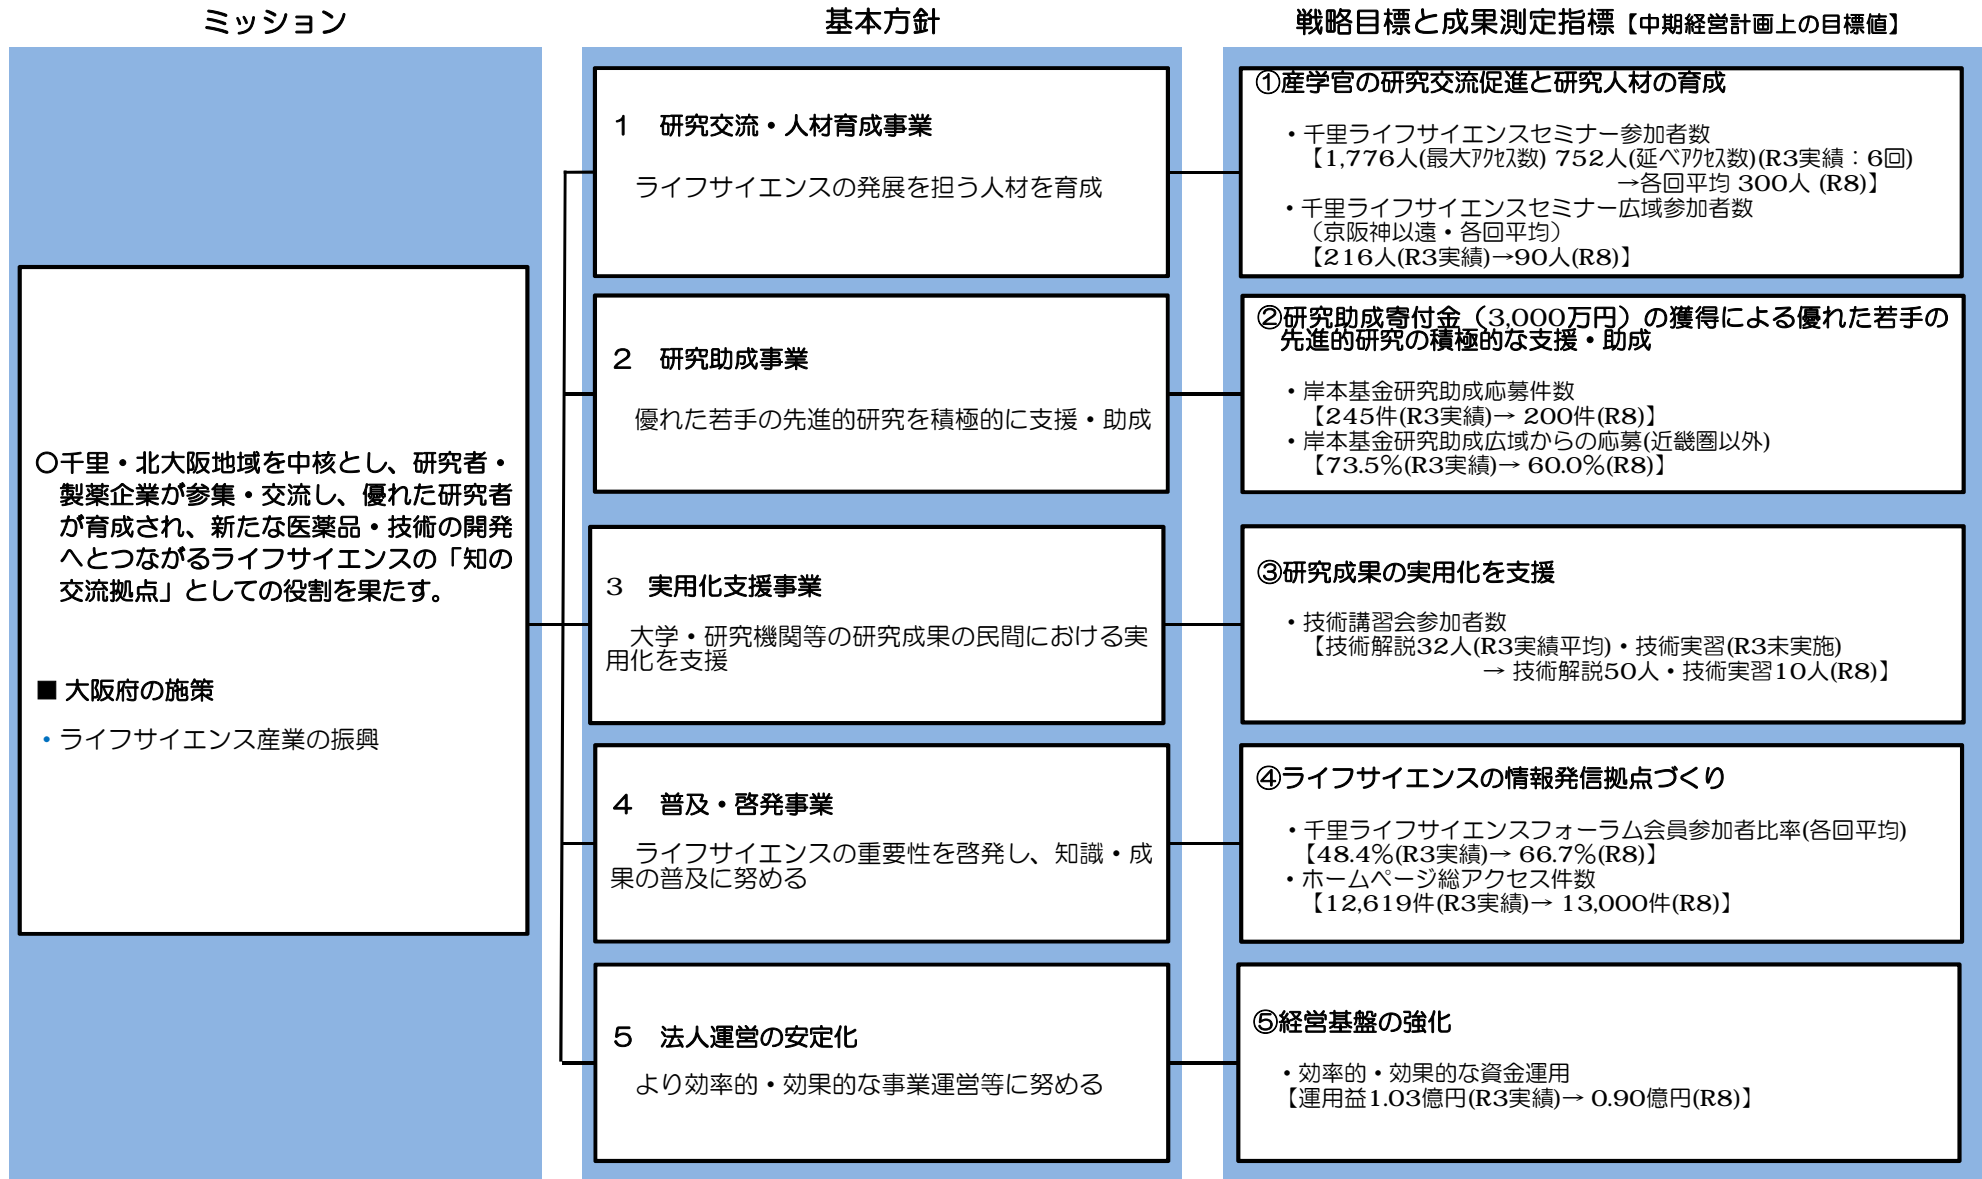 ミッション
基本方針
戦略目標と成果測定指標【中期経営計画上の目標値】
〇千里・北大阪地域を中核とし、研究者・
製薬企業が参集・交流し、優れた研究者
が育成され、新たな医薬品・技術の開発
へとつながるライフサイエンスの「知の
交流拠点」としての役割を果たす。
■ 大阪府の施策
・ライフサイエンス産業の振興
１　研究交流・人材育成事業
ライフサイエンスの発展を担う人材を育成
２　研究助成事業
優れた若手の先進的研究を積極的に支援・助成
3　実用化支援事業
大学・研究機関等の研究成果の民間における実
用化を支援
４　普及・啓発事業
ライフサイエンスの重要性を啓発し、知識・成
果の普及に努める
５　法人運営の安定化
より効率的・効果的な事業運営等に努める
①産学官の研究交流促進と研究人材の育成
・千里ライフサイエンスセミナー参加者数
【1,776人(最大ｱｸｾｽ数) 752人(延べｱｸｾｽ数)(R3実績：6回)
→各回平均 300人 (R8)】
・千里ライフサイエンスセミナー広域参加者数
（京阪神以遠・各回平均）
【216人(R3実績)→90人(R8)】
②研究助成寄付金（3,000万円）の獲得による優れた若手の
先進的研究の積極的な支援・助成
・岸本基金研究助成応募件数
【245件(R3実績)→ 200件(R8)】
・岸本基金研究助成広域からの応募(近畿圏以外)
【73.5％(R3実績)→ 60.0％(R8)】
③研究成果の実用化を支援
・技術講習会参加者数
【技術解説32人(R3実績平均)・技術実習(R3未実施)
→ 技術解説50人・技術実習10人(R8)】
④ライフサイエンスの情報発信拠点づくり
・千里ライフサイエンスフォーラム会員参加者比率(各回平均)
【48.4％(R3実績)→ 66.7％(R8)】
・ホームページ総アクセス件数
【12,619件(R3実績)→ 13,000件(R8)】
⑤経営基盤の強化
・効率的・効果的な資金運用
【運用益1.03億円(R3実績)→ 0.90億円(R8)】